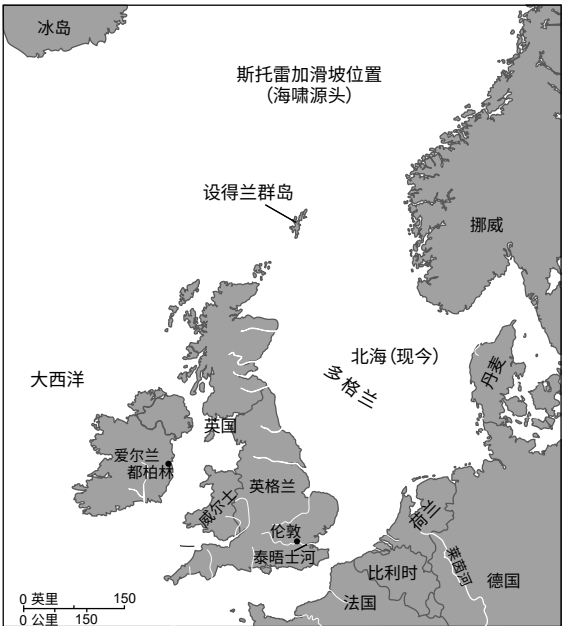 冰岛
斯托雷加滑坡位置
(海啸源头)
设得兰群岛
挪威
北海(现今)
多格兰
丹麦
大西洋
英国
爱尔兰
都柏林
威尔士
英格兰
伦敦
泰晤士河
荷兰
莱茵河
比利时
德国
法国
0 英里 150
0 公里 150